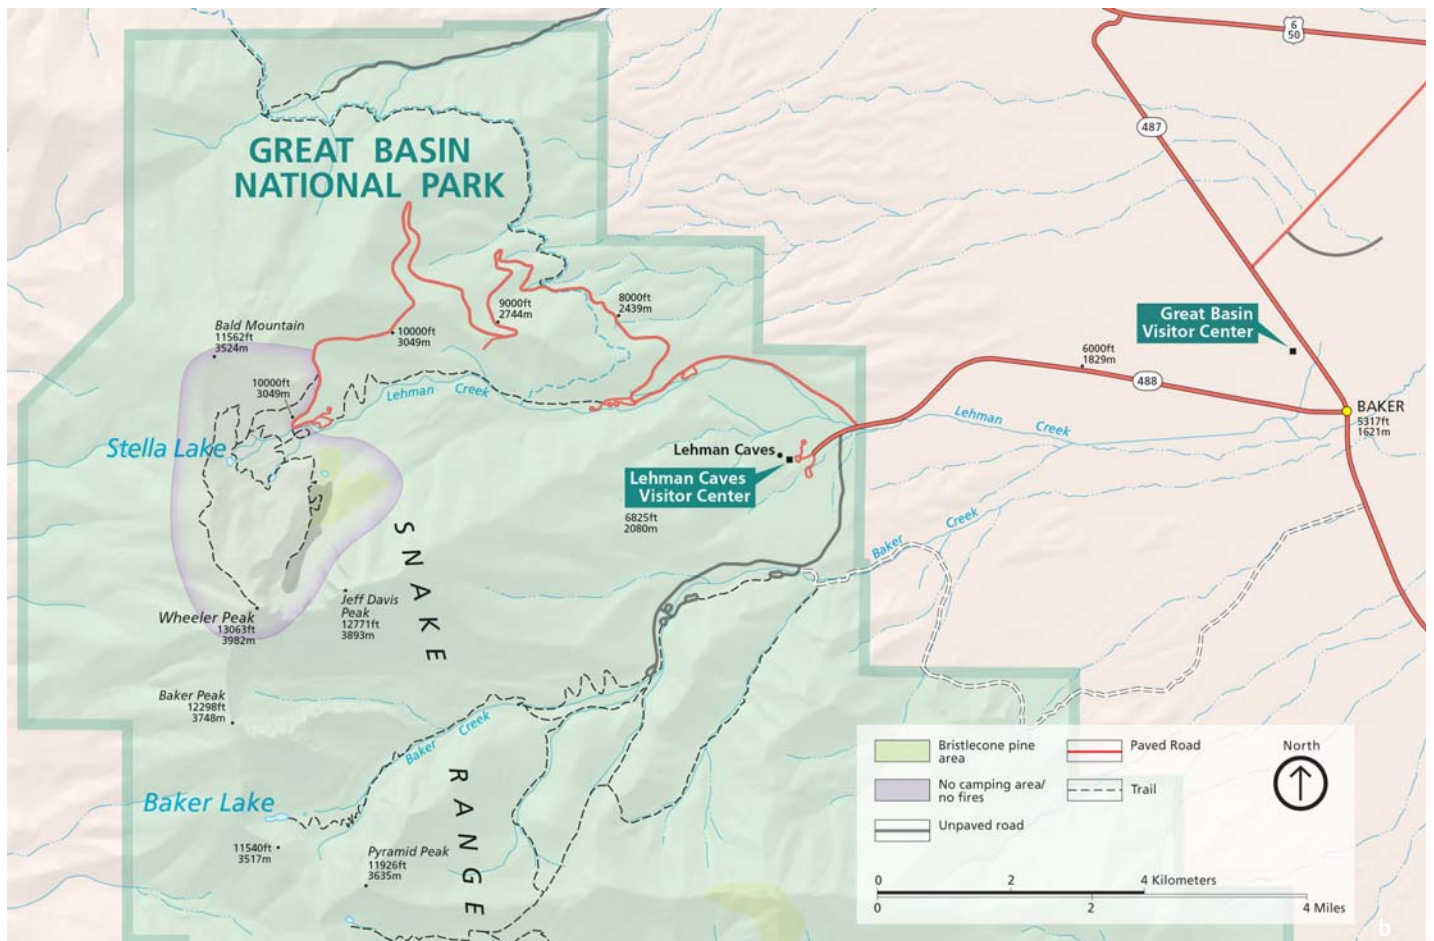 6
50
487
GREAT BASIN
NATIONAL PARK
9000ft
2744m
8000ft
2439m
Bald Mountain
11562ft
3524m
10000ft
3049m
Great Basin
Visitor Center
6000ft
1829m
10000ft
3049m
Lehman Creek
488
BAKER
5317ft
1621m
Lehman Creek
Stella Lake
Lehman Caves
Lehman Caves
Visitor Center
6825ft
2080m
Baker Creek
SNAKE
Jeff Davis
Peak
12771ft
3893m
Wheeler Peak
13063ft
3982m
Baker Peak
12298ft
3748m
Baker Creek
RANGE
Baker Lake
11540ft
3517m
Pyramid Peak
11926ft
3635m
Bristlecone pine
area
Paved Road
North
No camping area/
no fires
Trail
Unpaved road
0 2 4 Kilometers
0 2 4 Miles
b